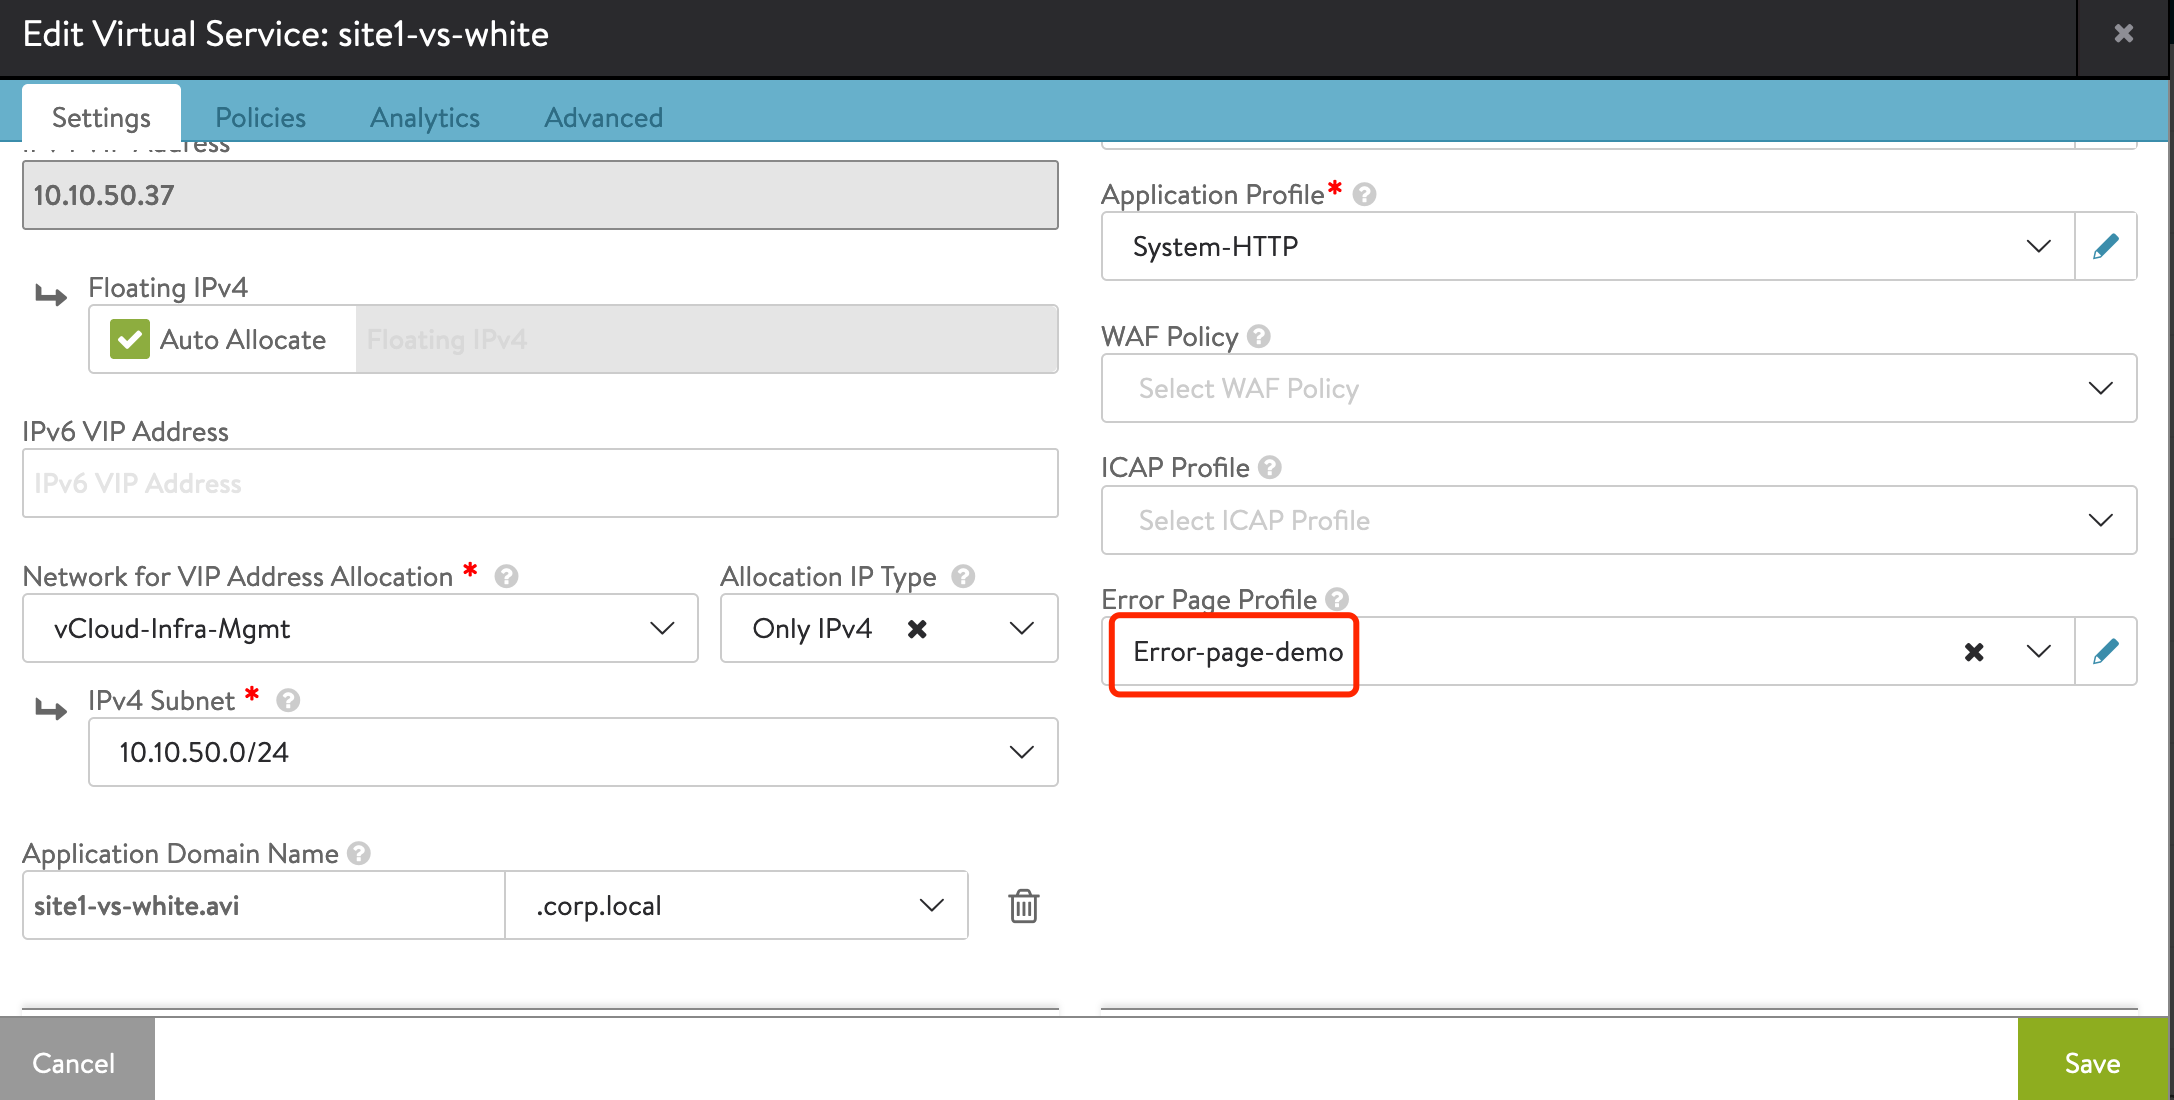 Edit Virtual Service: site1-vs-white
Settings
Policies
Analytics
Advanced
Address
10.10.50.37
Floating IPv4
Auto Allocate
Floating IPv4
IPv6 VIP Address
IPv6 VIP Address
Network for VIP Address Allocation *
vCloud-Infra-Mgmt
Allocation IP Type
Only IPv4
IPv4 Subnet *
10.10.50.0/24
Application Domain Name
site1-vs-white.avi
.corp.local
Application Profile*
System-HTTP
WAF Policy
Select WAF Policy
ICAP Profile
Select ICAP Profile
Error Page Profile
Error-page-demo
Cancel
Save